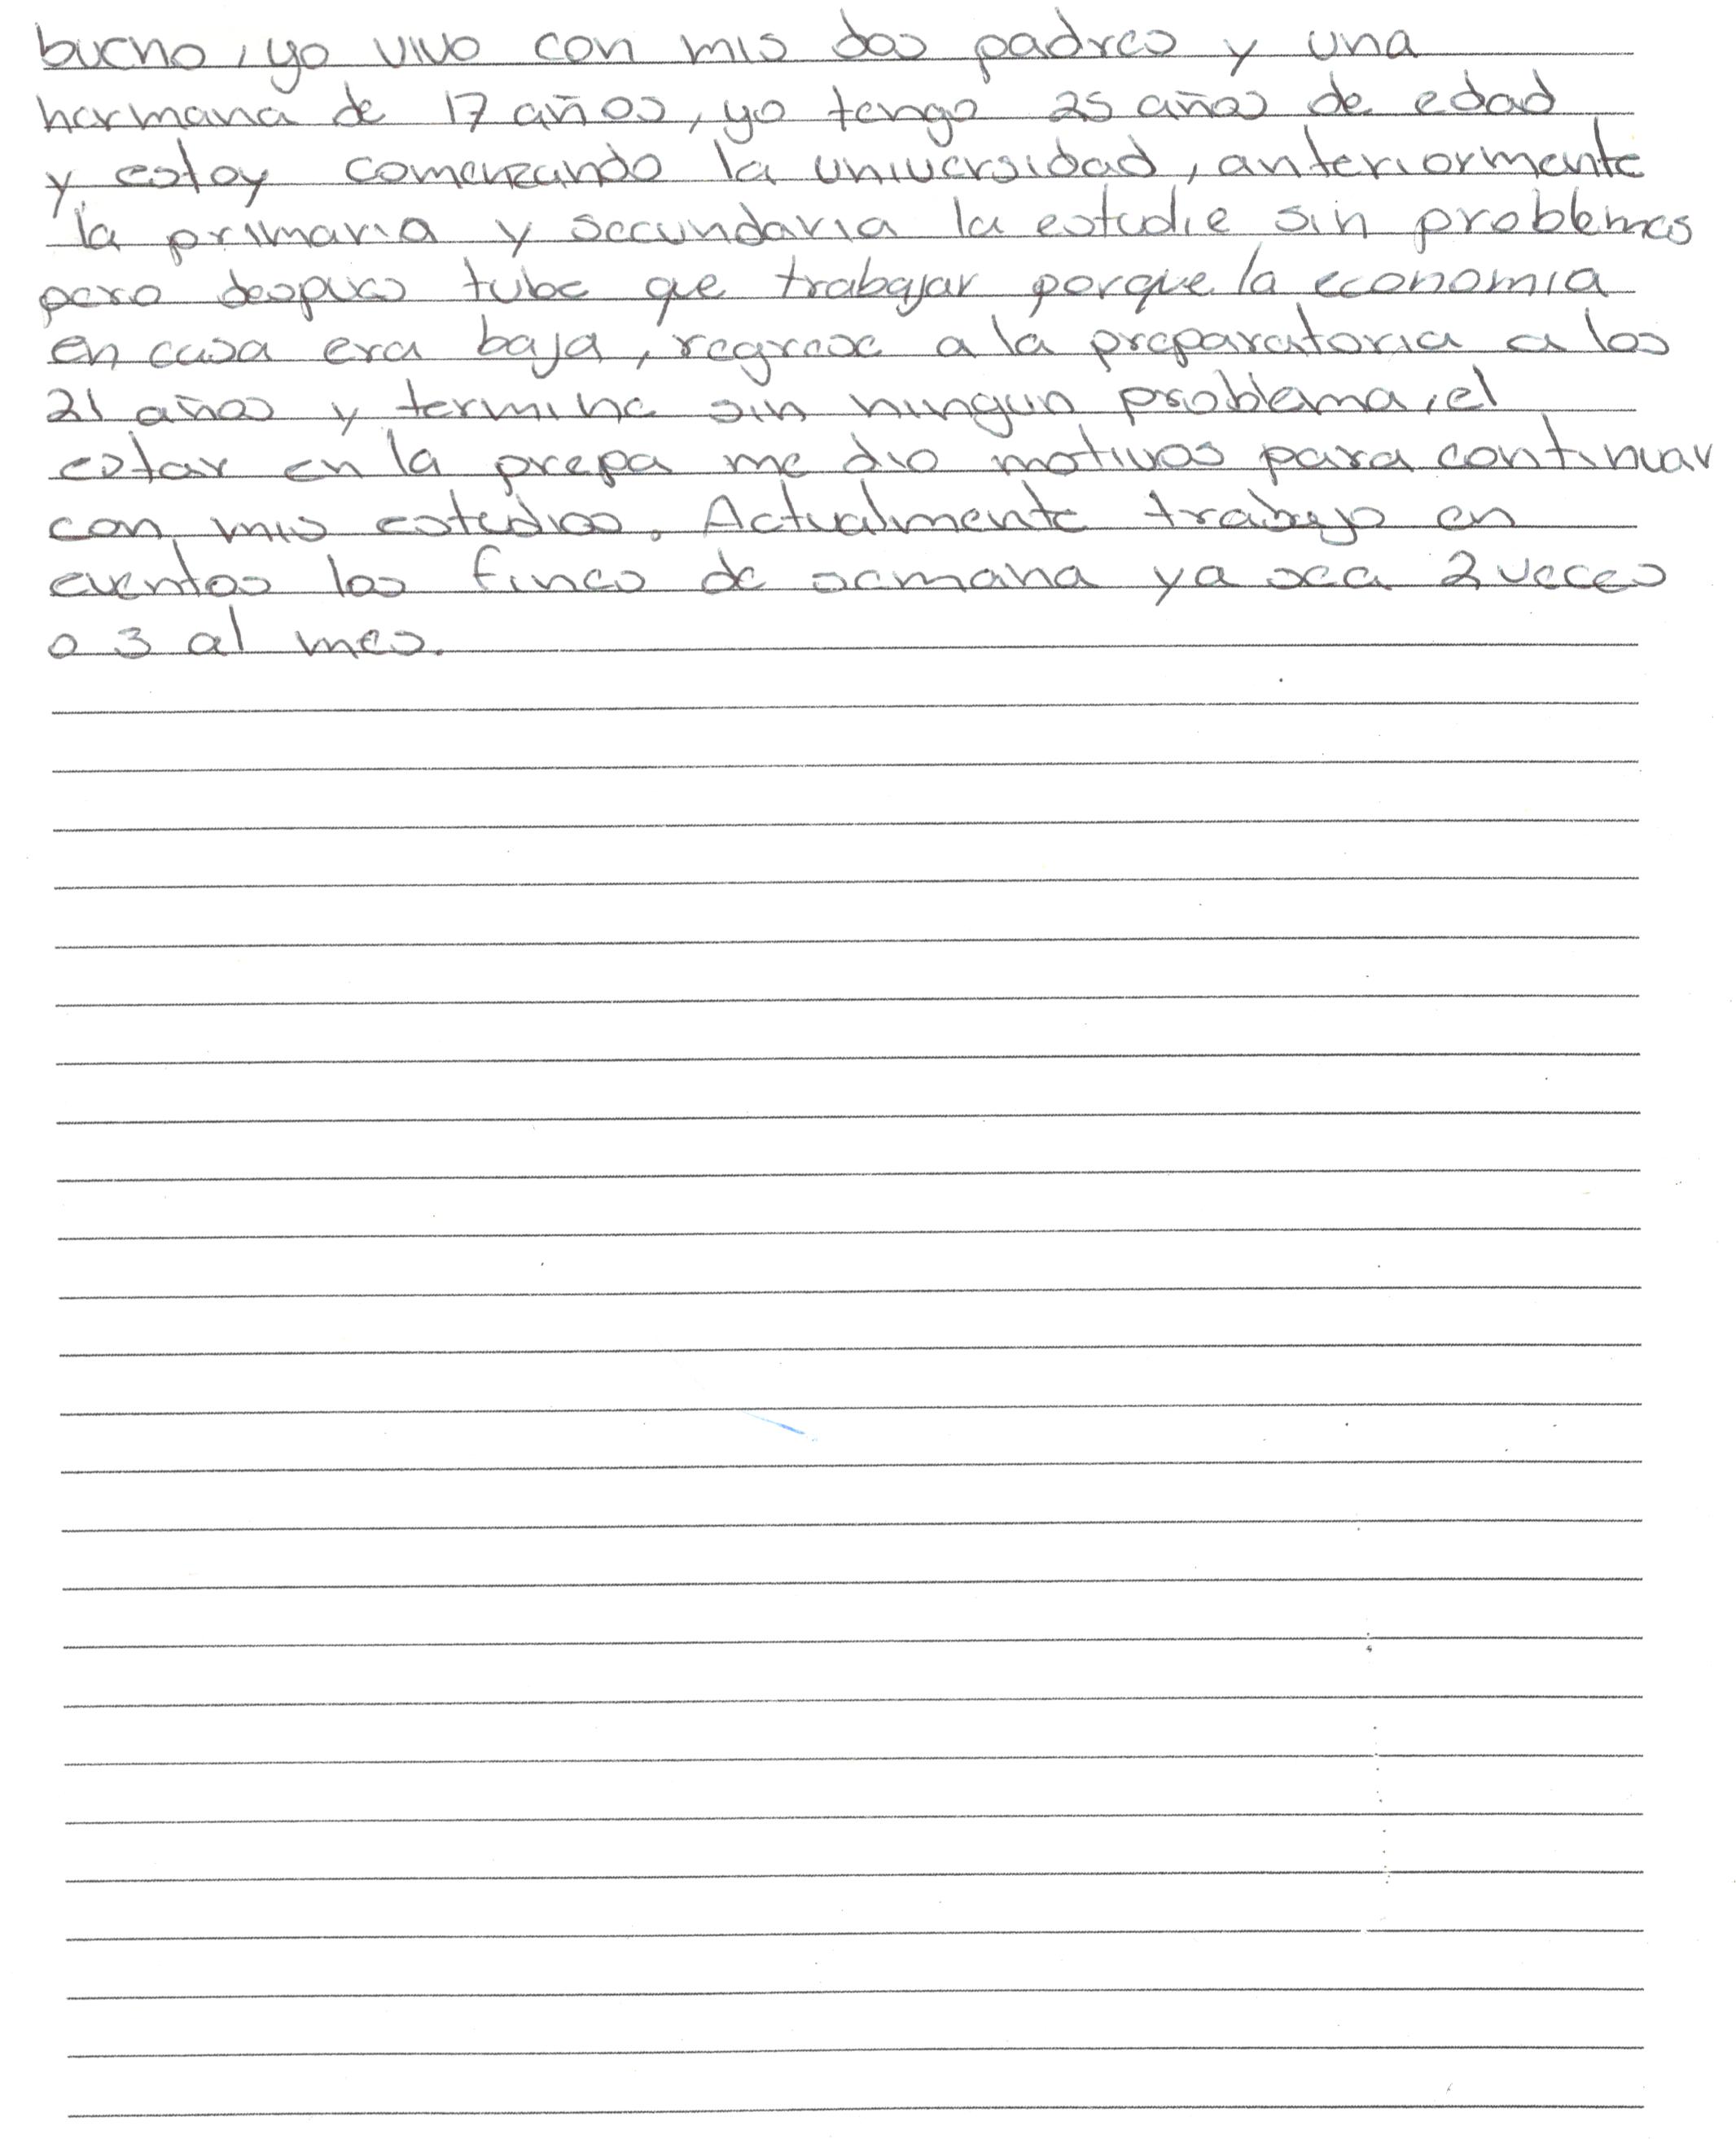 bueno, yo vivo con mis dos padres y una
hermana de 17 años, yo tengo 25 años de edad
y estoy comenzando la universidad, anteriormente
la primaria y secundaria la estudie sin problemas
pero despues tube que trabajar porque la economia
en casa era baja, regrese a la preparatoria a los
21 años y termine sin ningun problema, el
estar en la prepa me dio motivos para continuar
con mis estudios. Actualmente trabajo en
eventos los fines de semana ya sea 2 veces
o 3 al mes.